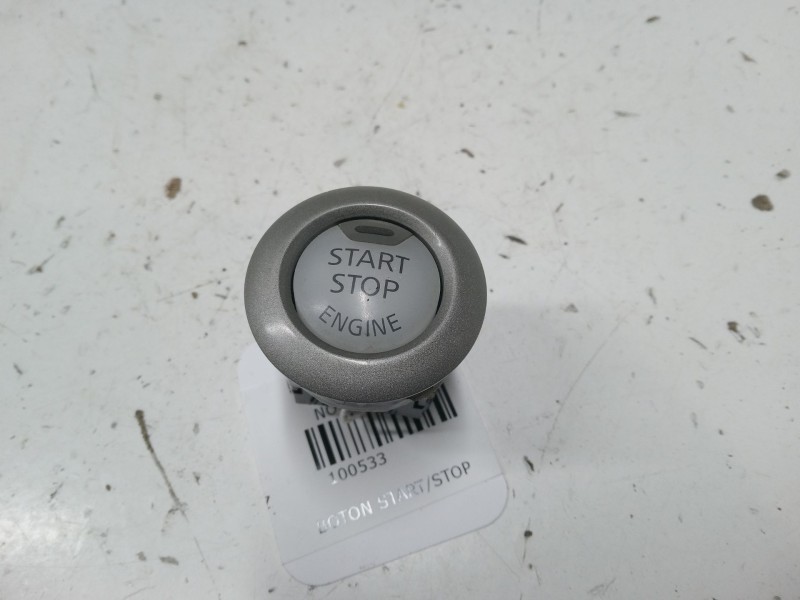 START
STOP
ENGINE
100533
BOTON START/STOP